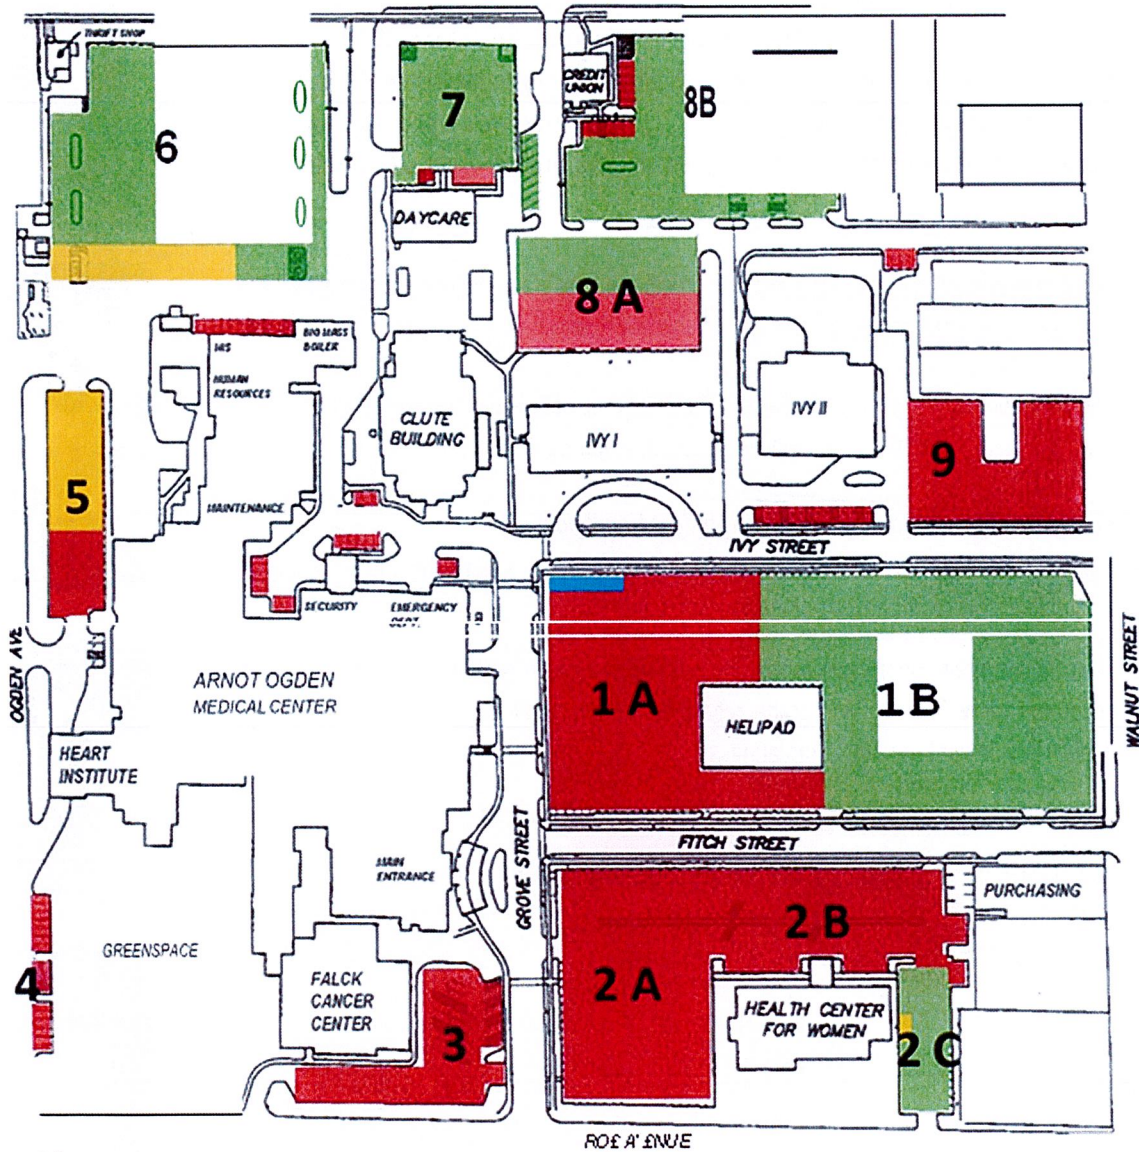 THRIFT SHOP
6
7
CREDIT
UNION
8B
DAYCARE
8 A
MIS
BIO MASS
BOILER
HUMAN
RESOURCES
CLUTE
BUILDING
IVY I
IVY II
9
5
MAINTENANCE
IVY STREET
SECURITY
EMERGENCY
DEPT.
OGDEN AVE
ARNOT OGDEN
MEDICAL CENTER
1 A
HELIPAD
1B
WALNUT STREET
HEART
INSTITUTE
GROVE STREET
FITCH STREET
MAIN
ENTRANCE
PURCHASING
2 B
GREENSPACE
4
FALCK
CANCER
CENTER
3
2 A
HEALTH CENTER
FOR WOMEN
2 C